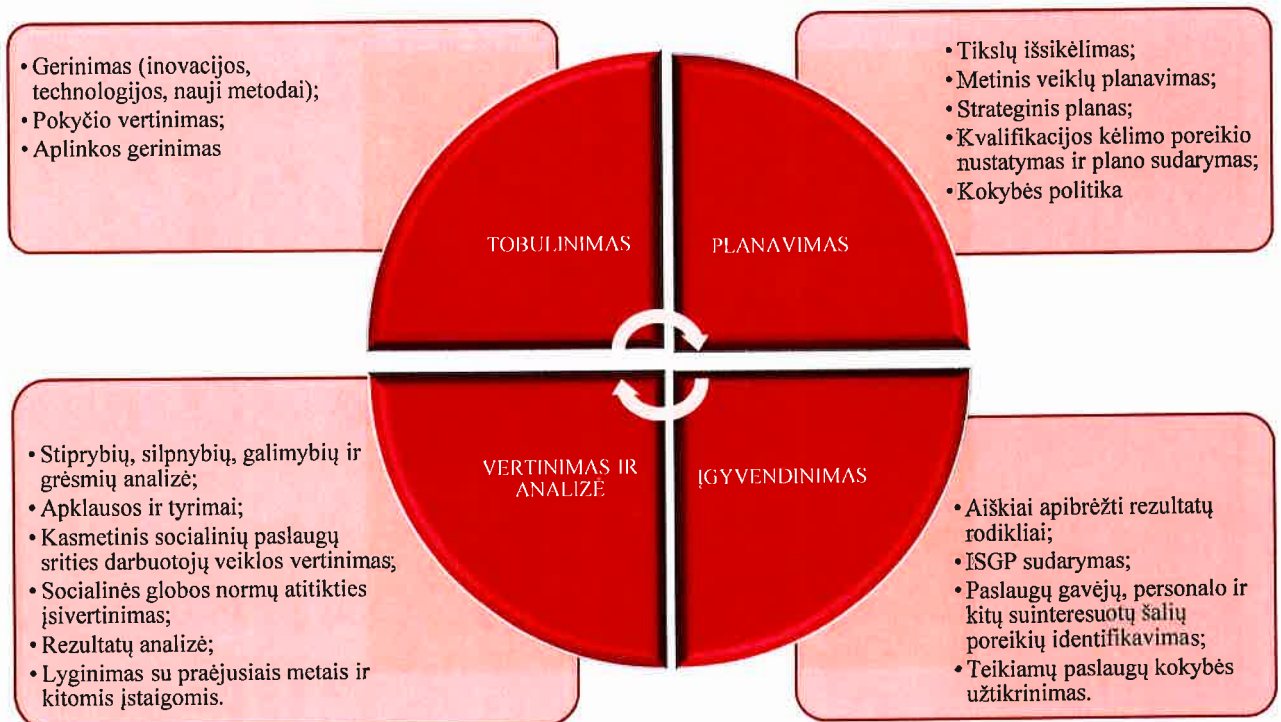 • Gerinimas (inovacijos,
technologijos, nauji metodai);
• Pokyčio vertinimas;
• Aplinkos gerinimas
• Tikslų išsikėlimas;
• Metinis veiklų planavimas;
• Strateginis planas;
• Kvalifikacijos kėlimo poreikio
nustatymas ir plano sudarymas;
• Kokybės politika
TOBULINIMAS
PLANAVIMAS
VERTINIMAS IR
ANALIZĖ
ĮGYVENDINIMAS
• Stiprybių, silpnybių, galimybių ir
grėsmių analizė;
• Apklausos ir tyrimai;
• Kasmetinis socialinių paslaugų
srities darbuotojų veiklos vertinimas;
• Socialinės globos normų atitikties
įsivertinimas;
• Rezultatų analizė;
• Lyginimas su praėjusiais metais ir
kitomis įstaigomis.
• Aiškiai apibrėžti rezultatų
rodikliai;
• ISGP sudarymas;
• Paslaugų gavėjų, personalo ir
kitų suinteresuotų šalių
poreikių identifikavimas;
• Teikiamų paslaugų kokybės
užtikrinimas.